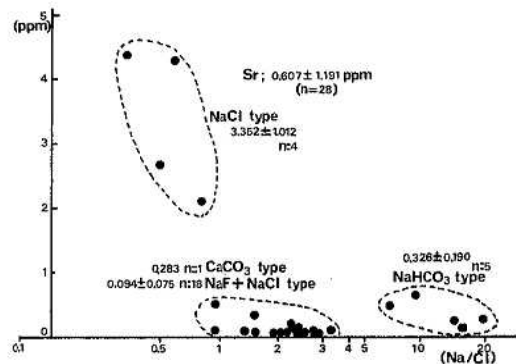 5 (ppm)
Sr; 0.607±1.191 ppm
(n=28)
4
NaCl type
3.352±1.012
n:4
3
2
1
0.283 n=1 CaCO3 type
0.094±0.075 n:18 NaF+NaCl type
0.326±0.190
n:5
NaHCO3 type
0
0.1 0.5 1 2 3 4 5 10 20
(Na/Cl)